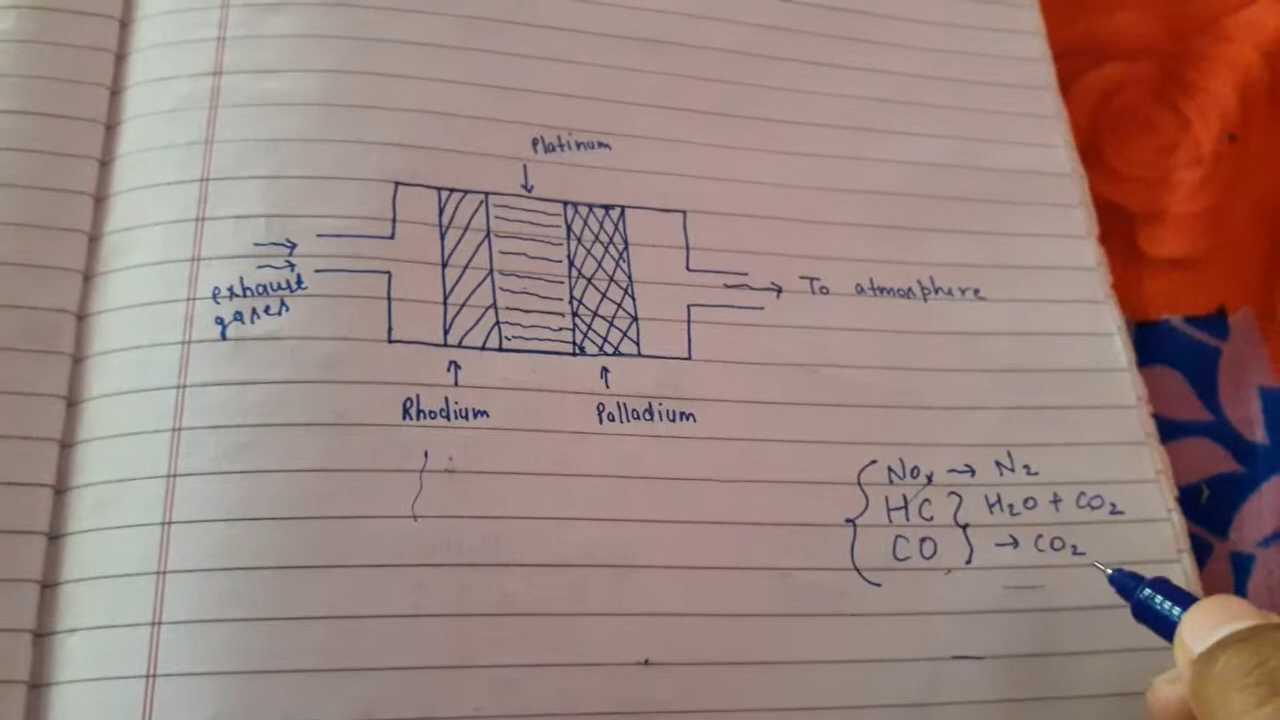 Platinum
exhaust
gases
To atmosphere
Rhodium
Palladium
NOx → N2
HC } H2O + CO2
CO } → CO2